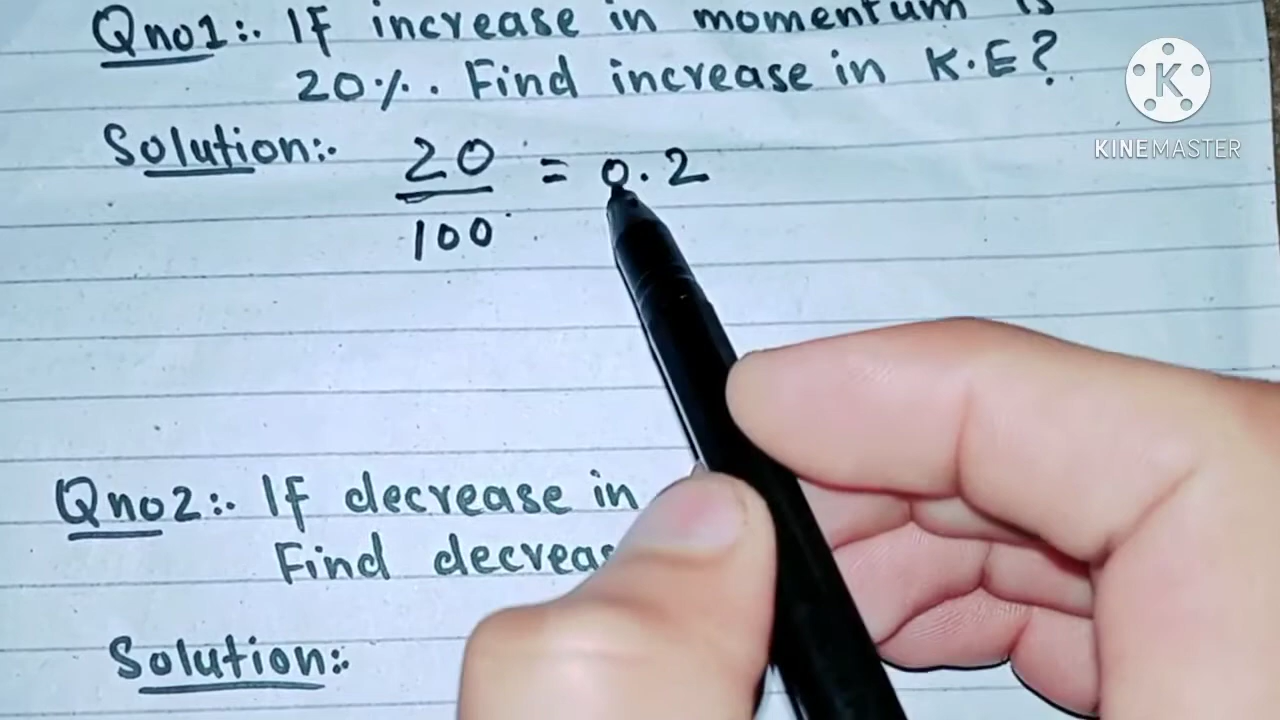 Qno1:. If increase in momentum is
20%. Find increase in K.E?
Solution:. 20/100 = 0.2
KINEMASTER
Qno2:. If decrease in
Find
Solution:.